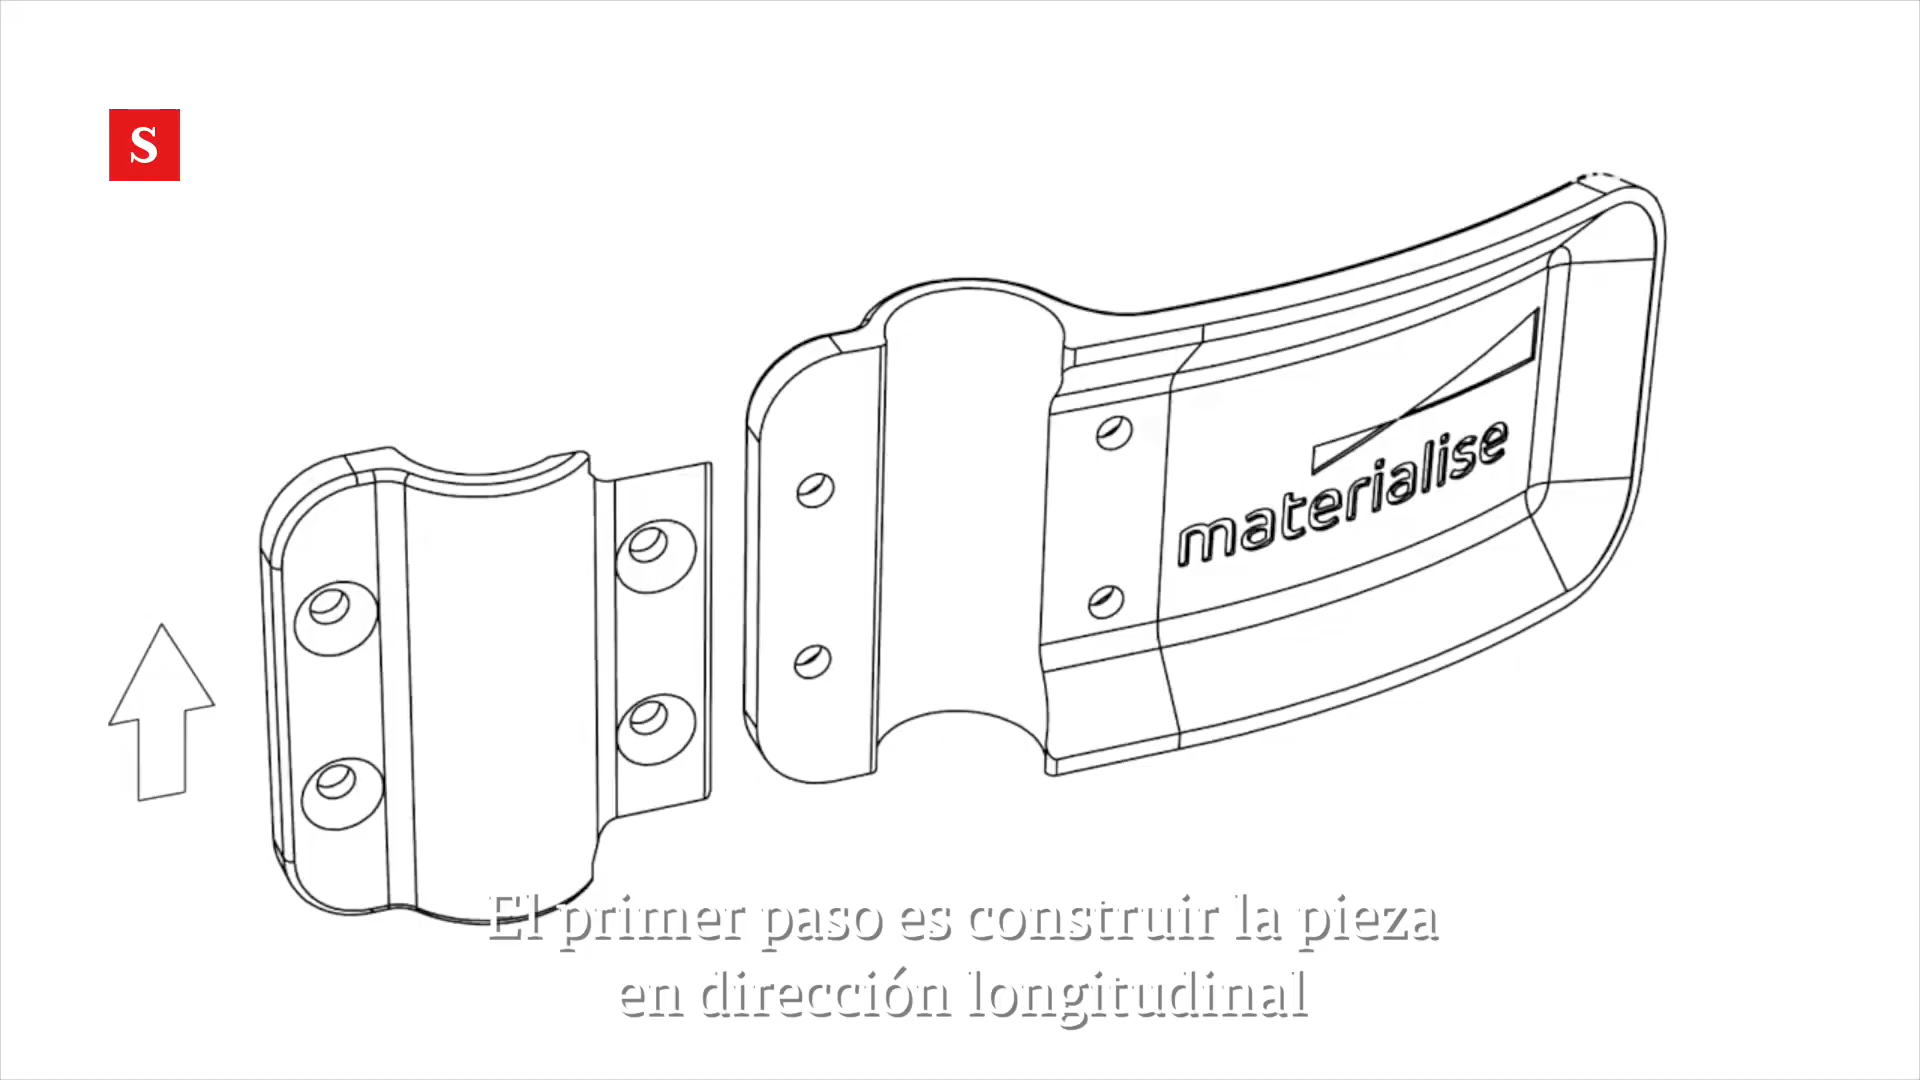 S
materialise
El primer paso es construir la pieza
en dirección longitudinal